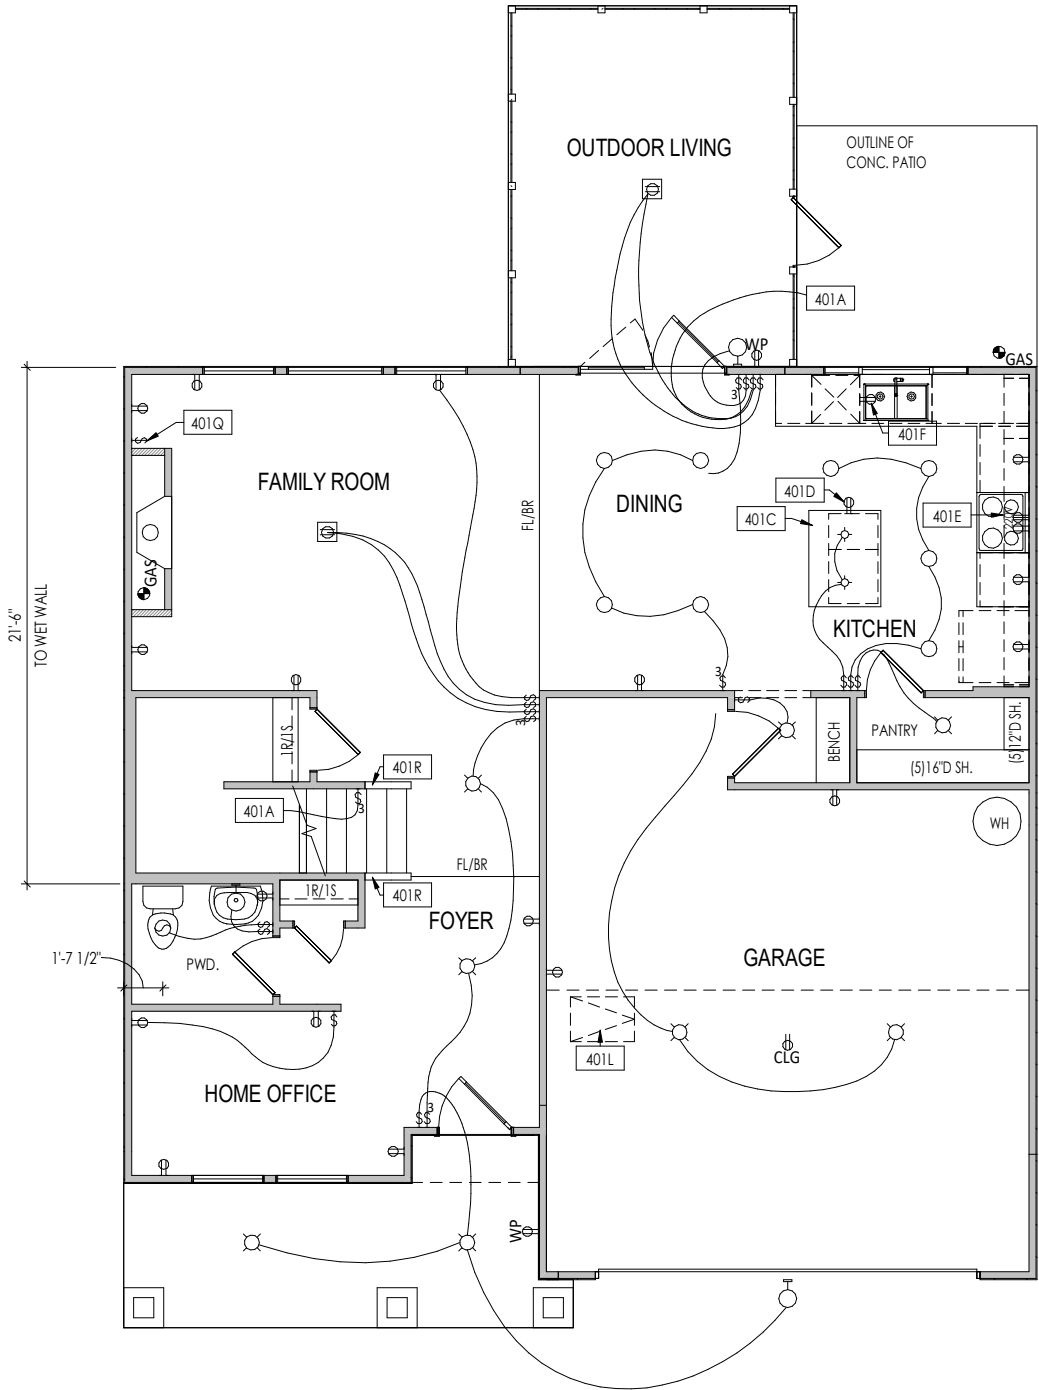 OUTDOOR LIVING
OUTLINE OF
CONC. PATIO
401A
WP
GAS
S
S
S
S
3
401Q
S
401F
FAMILY ROOM
DINING
401D
401C
401E
FL/BR
GAS
21'-6"
TO WET WALL
KITCHEN
3
S
S
S
S
S
S
S
S
S
3
S
1R/1S
BENCH
PANTRY
(5)12"D SH.
(5)16"D SH.
401R
401A
S
3
WH
FL/BR
401R
1R/1S
FOYER
S
S
S
PWD.
GARAGE
1'-7 1/2"
S
401L
CLG
HOME OFFICE
3
S
S
WP